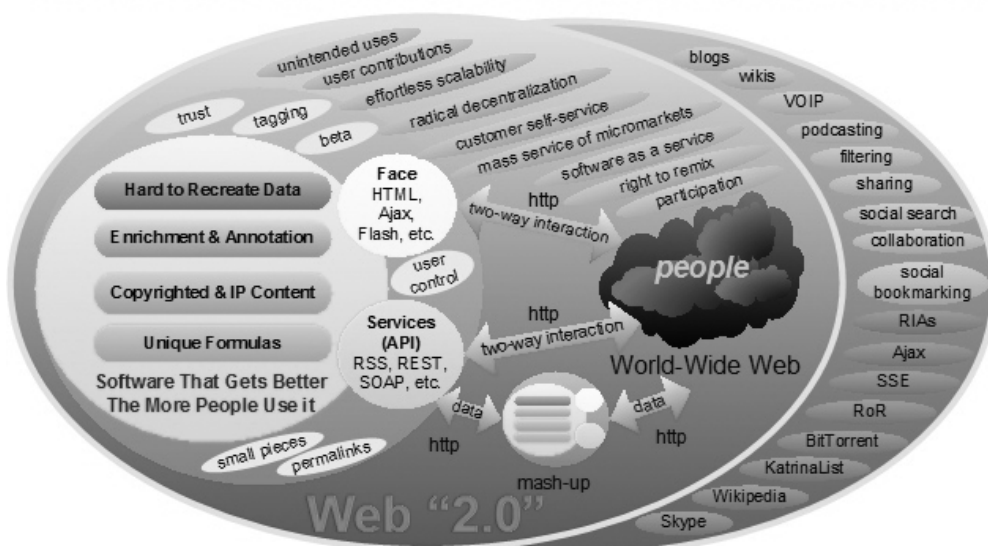 unintended uses
user contributions
effortless scalability
radical decentralization
customer self-service
mass service of micromarkets
software as a service
right to remix
participation
trust
tagging
beta
Hard to Recreate Data
Enrichment & Annotation
Copyrighted & IP Content
Unique Formulas
Software That Gets Better
The More People Use it
Face
HTML,
Ajax,
Flash, etc.
user
control
Services
(API)
RSS, REST,
SOAP, etc.
http
two-way interaction
http
two-way interaction
people
World-Wide Web
data
http
data
http
mash-up
small pieces
permalinks
Web “2.0”
blogs
wikis
VOIP
podcasting
filtering
sharing
social search
collaboration
social
bookmarking
RIAs
Ajax
SSE
RoR
BitTorrent
KatrinaList
Wikipedia
Skype